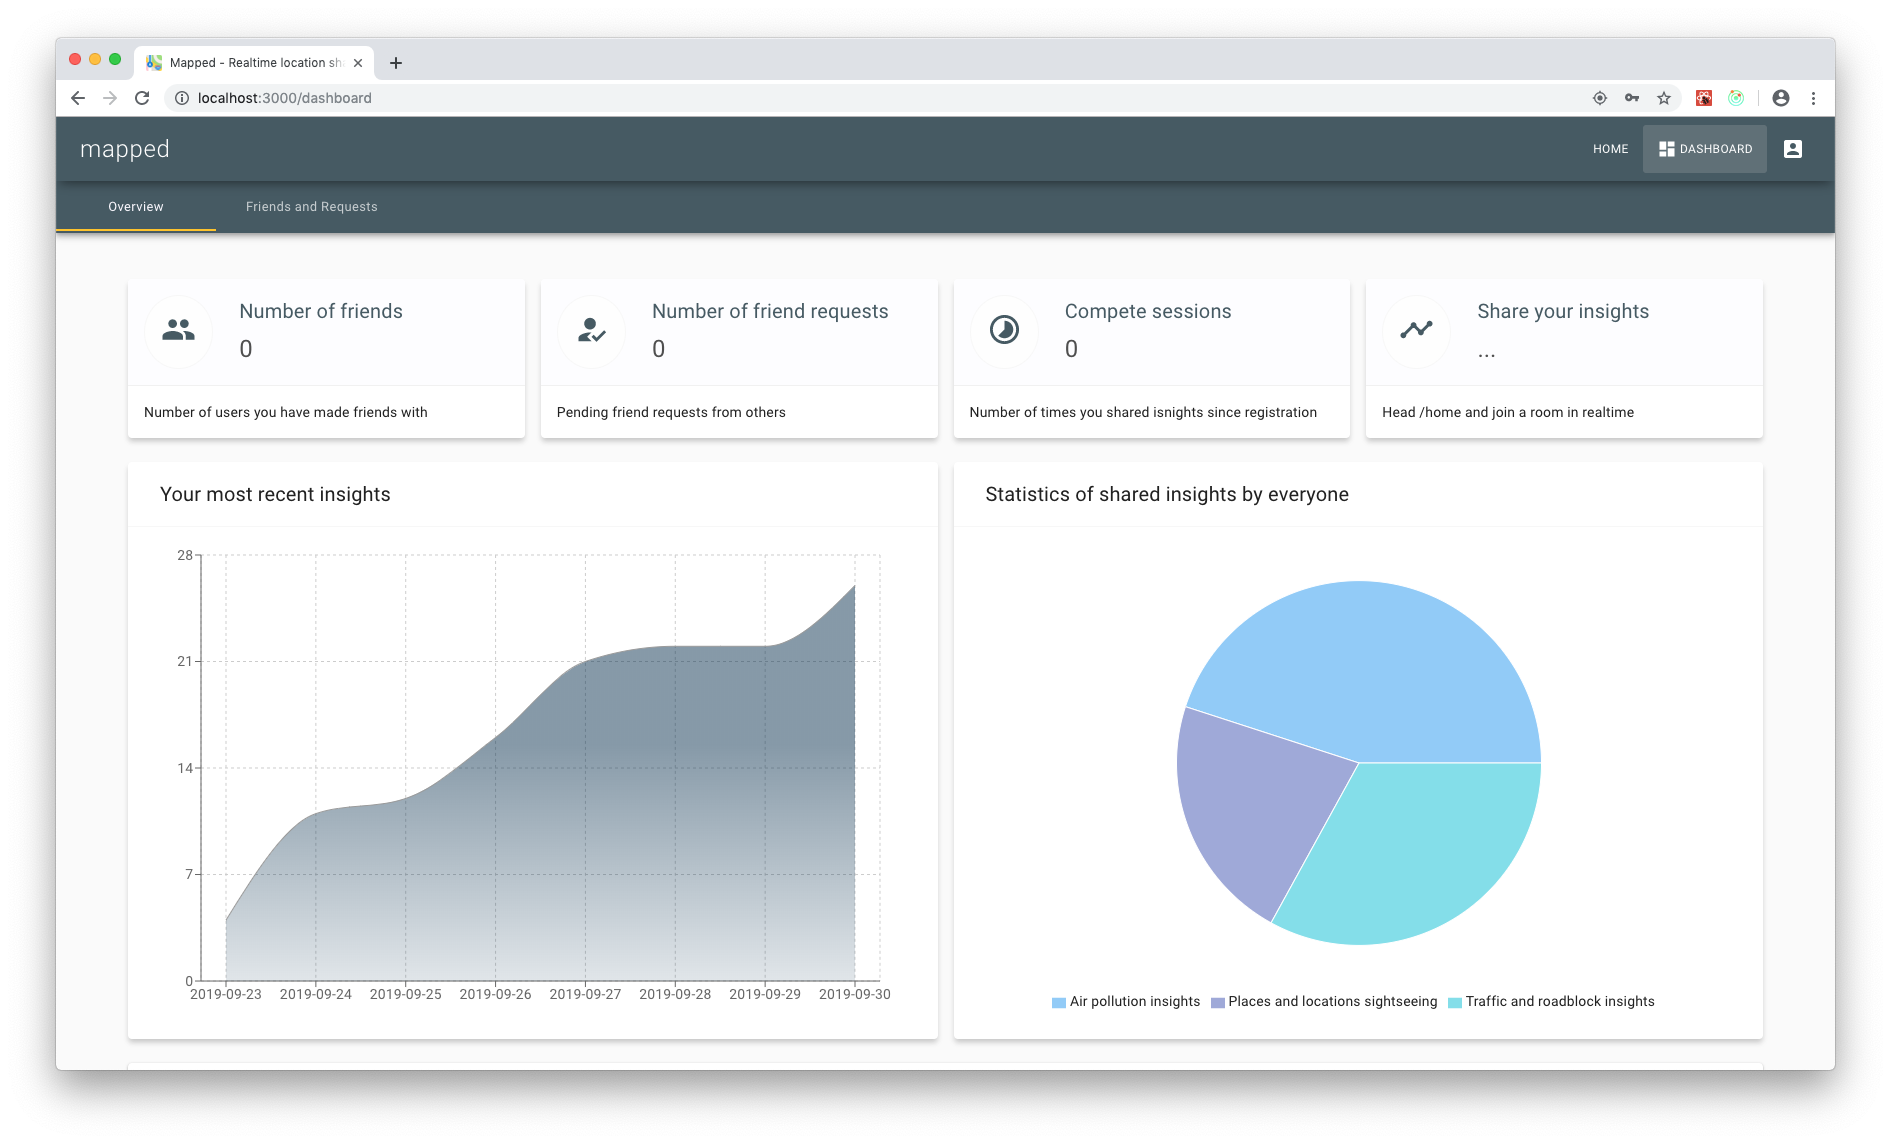 Mapped - Realtime location sh
localhost:3000/dashboard
mapped
HOME
DASHBOARD
Overview
Friends and Requests
Number of friends
0
Number of users you have made friends with
Number of friend requests
0
Pending friend requests from others
Compete sessions
0
Number of times you shared isnights since registration
Share your insights
...
Head /home and join a room in realtime
Your most recent insights
28
21
14
7
0
2019-09-23 2019-09-24 2019-09-25 2019-09-26 2019-09-27 2019-09-28 2019-09-29 2019-09-30
Statistics of shared insights by everyone
Air pollution insights Places and locations sightseeing Traffic and roadblock insights